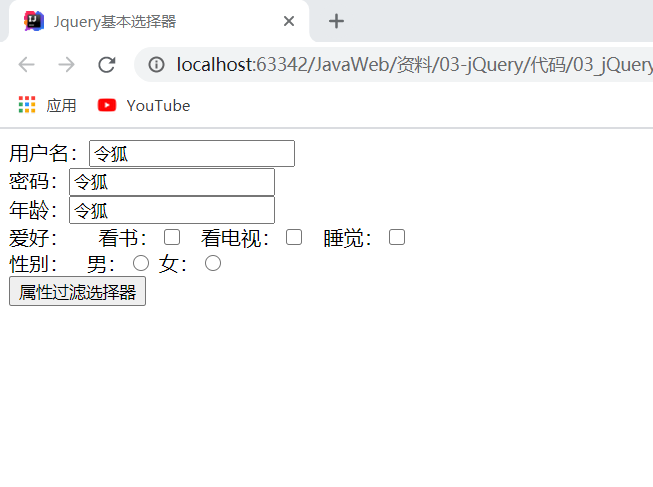 Jquery基本选择器
localhost:63342/JavaWeb/资料/03-jQuery/代码/03_jQuery
应用 YouTube
用户名：令狐
密码：令狐
年龄：令狐
爱好： 看书： 看电视： 睡觉：
性别： 男： 女：
属性过滤选择器